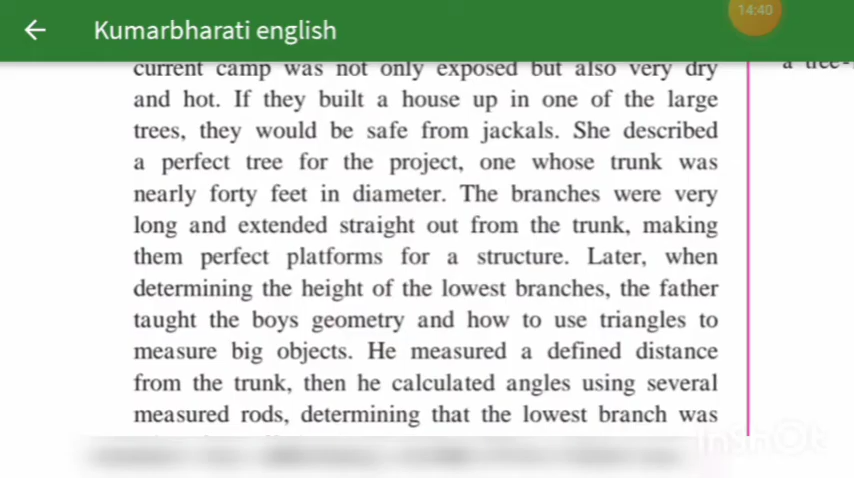 14:40
Kumarbharati english
current camp was not only exposed but also very dry
and hot. If they built a house up in one of the large
trees, they would be safe from jackals. She described
a perfect tree for the project, one whose trunk was
nearly forty feet in diameter. The branches were very
long and extended straight out from the trunk, making
them perfect platforms for a structure. Later, when
determining the height of the lowest branches, the father
taught the boys geometry and how to use triangles to
measure big objects. He measured a defined distance
from the trunk, then he calculated angles using several
measured rods, determining that the lowest branch was
a tree-
InShOt